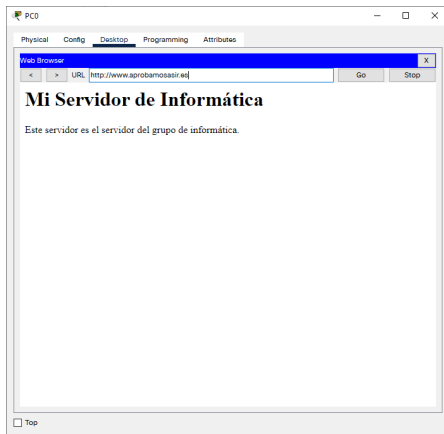 PC0
Physical Config Desktop Programming Attributes
Web Browser X
< > URL http://www.aprobamosasir.es Go Stop
Mi Servidor de Informática
Este servidor es el servidor del grupo de informática.
Top